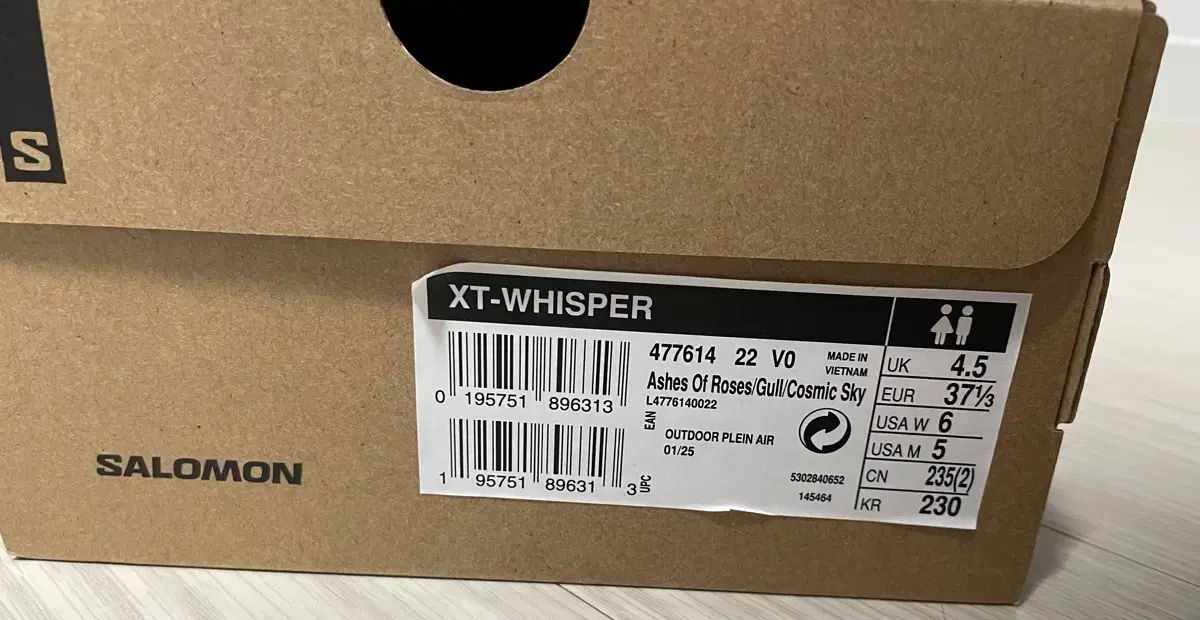 S
XT-WHISPER
477614 22 V0
MADE IN
VIETNAM
Ashes Of Roses/Gull/Cosmic Sky
L4776140022
0 195751 896313
EAN
OUTDOOR PLEIN AIR
01/25
1 95751 89631 3
UPC
5302840652
145464
UK 4.5
EUR 37⅓
USA W 6
USA M 5
CN 235(2)
KR 230
SALOMON